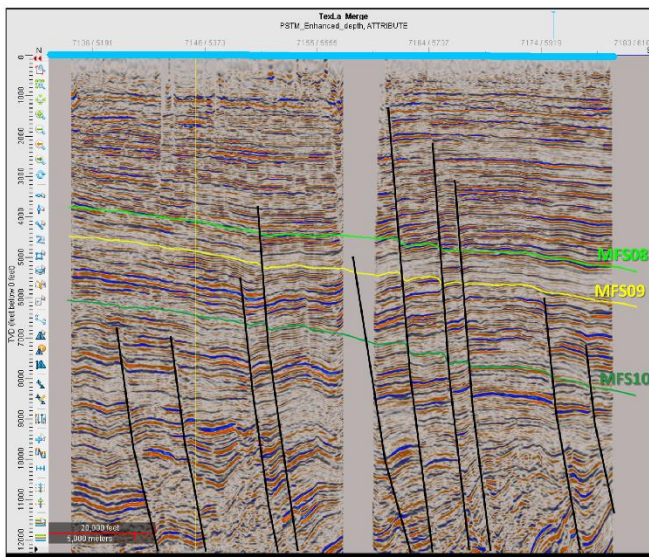 TexLa Merge
PSTM_Enhanced_depth, ATTRIBUTE
N
7138 / 5191
7146 / 5373
7155 / 5555
7164 / 5737
7174 / 5919
0
1000
2000
3000
4000
MFS08
5000
MFS09
6000
7000
MFS10
8000
9000
10000
11000
12000
TVD (feet below 0 feet)
20,000 feet
5,000 meters